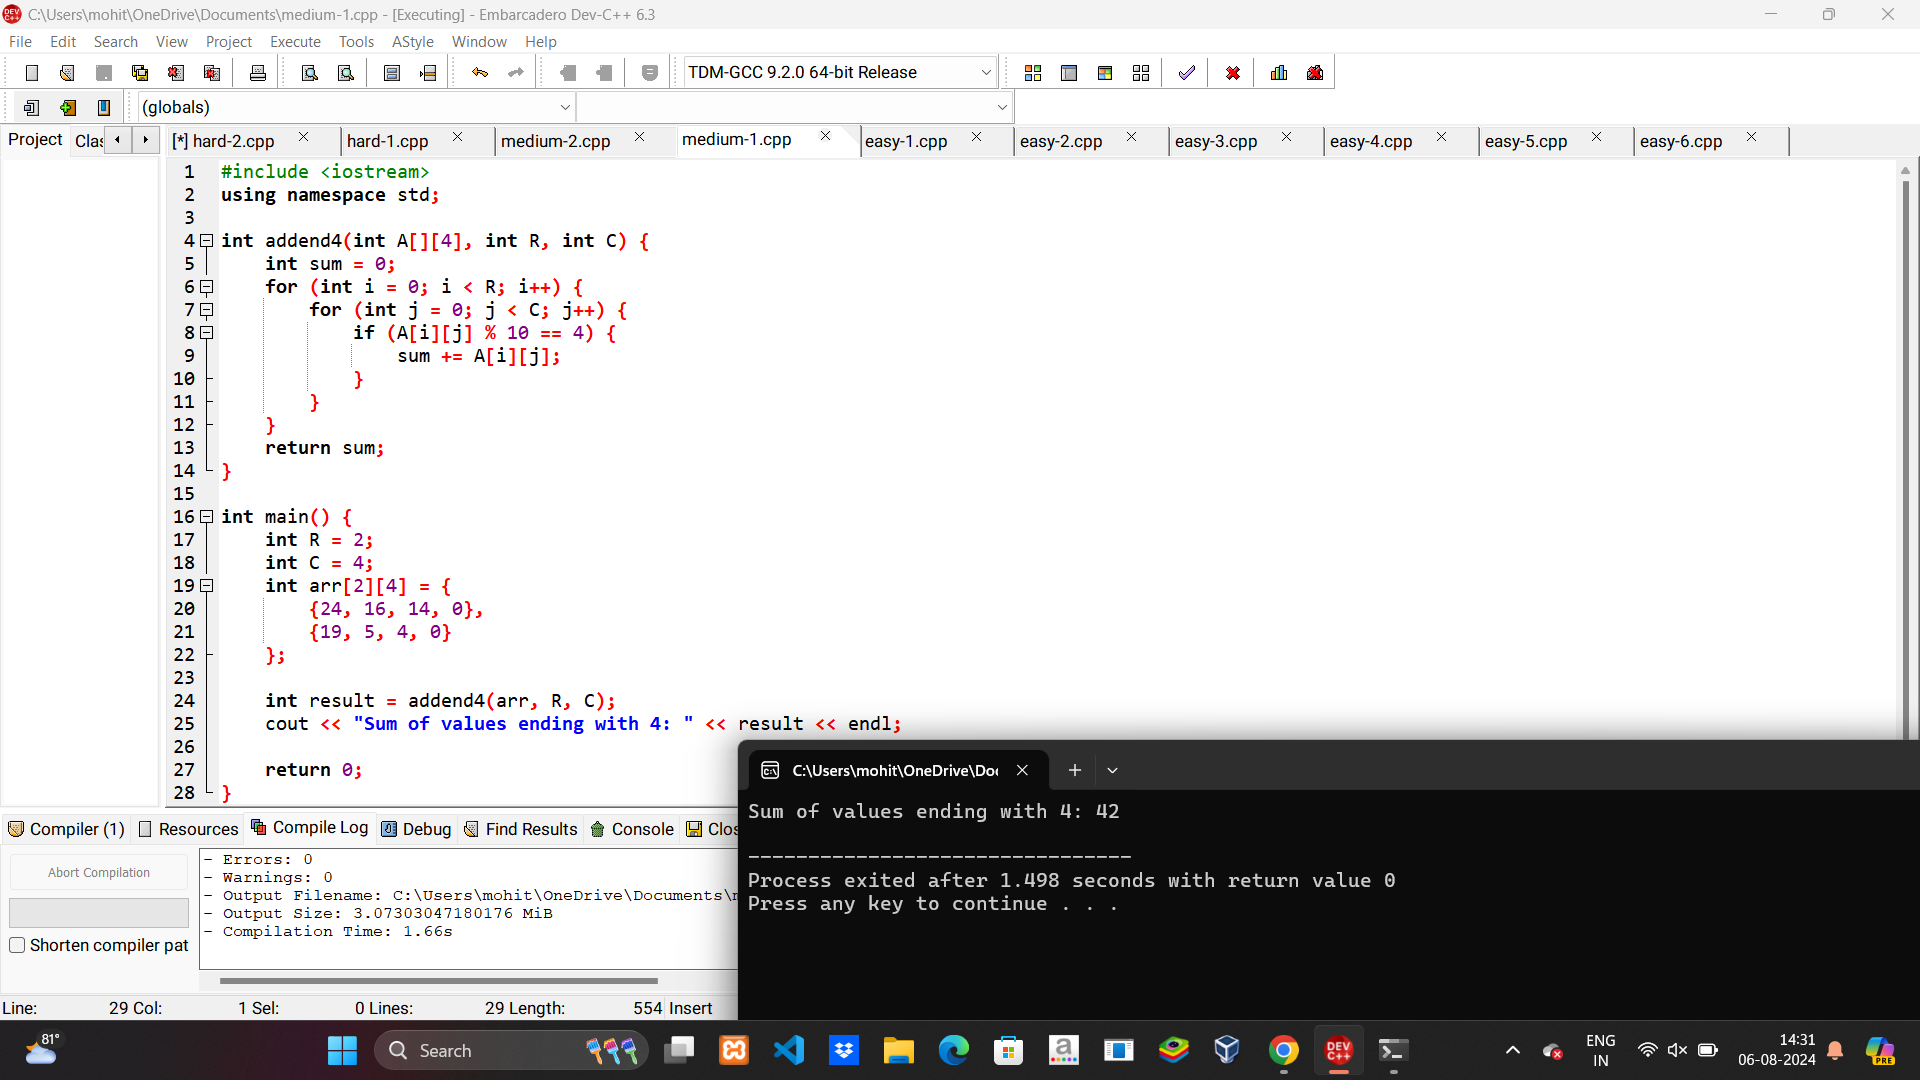 C:\Users\mohit\OneDrive\Documents\medium-1.cpp - [Executing] - Embarcadero Dev-C++ 6.3
File Edit Search View Project Execute Tools AStyle Window Help
TDM-GCC 9.2.0 64-bit Release
(globals)
Project Clas [*] hard-2.cpp hard-1.cpp medium-2.cpp medium-1.cpp easy-1.cpp easy-2.cpp easy-3.cpp easy-4.cpp easy-5.cpp easy-6.cpp
1 #include <iostream>
2 using namespace std;
3
4 int addend4(int A[][4], int R, int C) {
5     int sum = 0;
6     for (int i = 0; i < R; i++) {
7         for (int j = 0; j < C; j++) {
8             if (A[i][j] % 10 == 4) {
9                 sum += A[i][j];
10             }
11         }
12     }
13     return sum;
14 }
15
16 int main() {
17     int R = 2;
18     int C = 4;
19     int arr[2][4] = {
20         {24, 16, 14, 0},
21         {19, 5, 4, 0}
22     };
23
24     int result = addend4(arr, R, C);
25     cout << "Sum of values ending with 4: " << result << endl;
26
27     return 0;
28 }
Compiler (1) Resources Compile Log Debug Find Results Console Clos
Abort Compilation
Shorten compiler pat
- Errors: 0
- Warnings: 0
- Output Filename: C:\Users\mohit\OneDrive\Documents\m
- Output Size: 3.07303047180176 MiB
- Compilation Time: 1.66s
C:\Users\mohit\OneDrive\Doc
Sum of values ending with 4: 42
--------------------------------
Process exited after 1.498 seconds with return value 0
Press any key to continue . . .
Line: 29 Col: 1 Sel: 0 Lines: 29 Length: 554 Insert
81°
Search
DEV C++
PRE
ENG
IN
14:31
06-08-2024